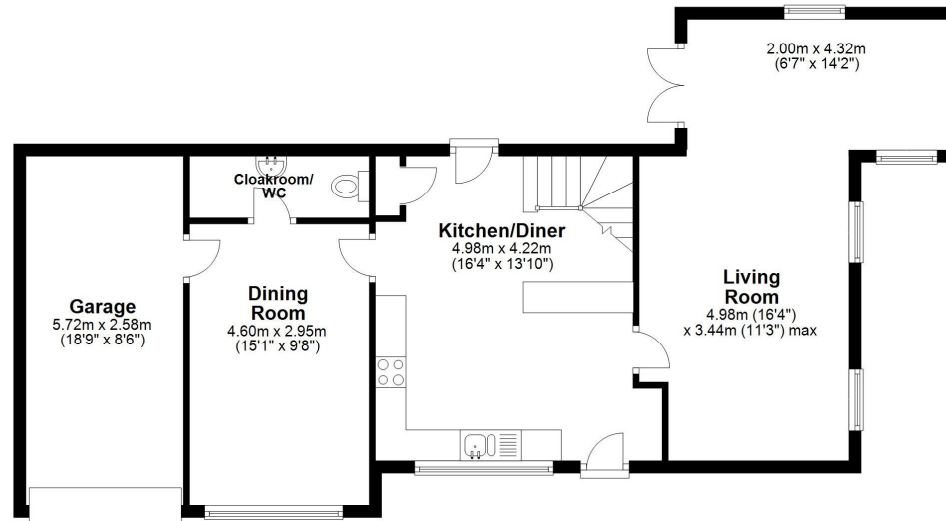 2.00m x 4.32m
(6'7" x 14'2")
Cloakroom/
WC
Kitchen/Diner
4.98m x 4.22m
(16'4" x 13'10")
Living
Room
4.98m (16'4")
x 3.44m (11'3") max
Dining
Room
4.60m x 2.95m
(15'1" x 9'8")
Garage
5.72m x 2.58m
(18'9" x 8'6")